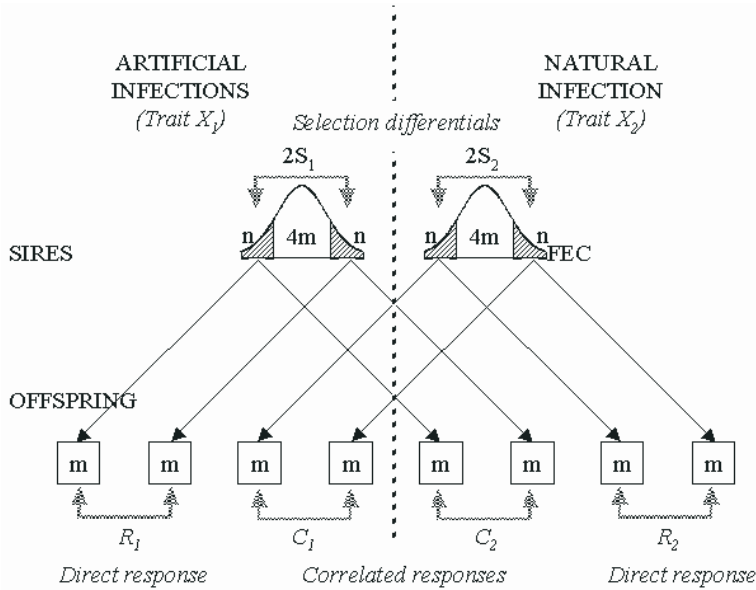 ARTIFICIAL
INFECTIONS
(Trait X1)
NATURAL
INFECTION
(Trait X2)
Selection differentials
2S1
2S2
n 4m n
n 4m n
SIRES
FEC
OFFSPRING
m m m m m m m m
R1 C1 C2 R2
Direct response Correlated responses Direct response